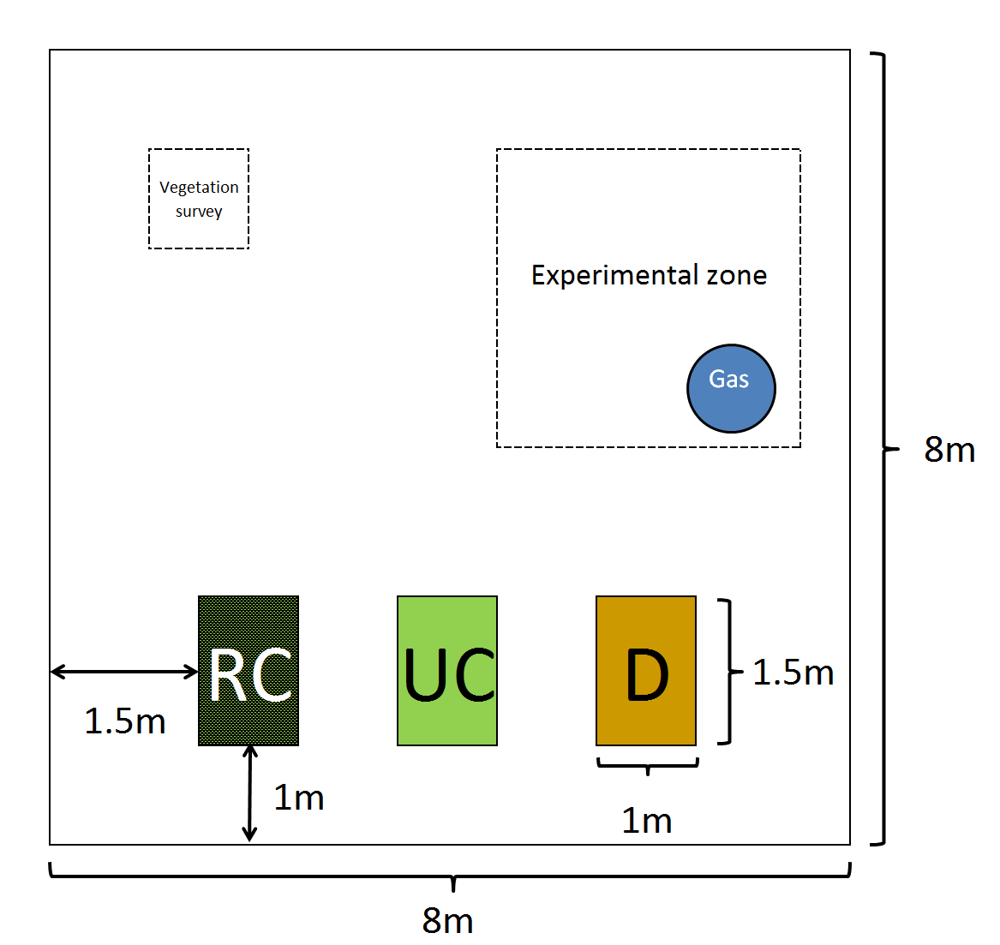 Vegetation
survey
Experimental zone
Gas
8m
RC
UC
D
1.5m
1.5m
1m
1m
8m